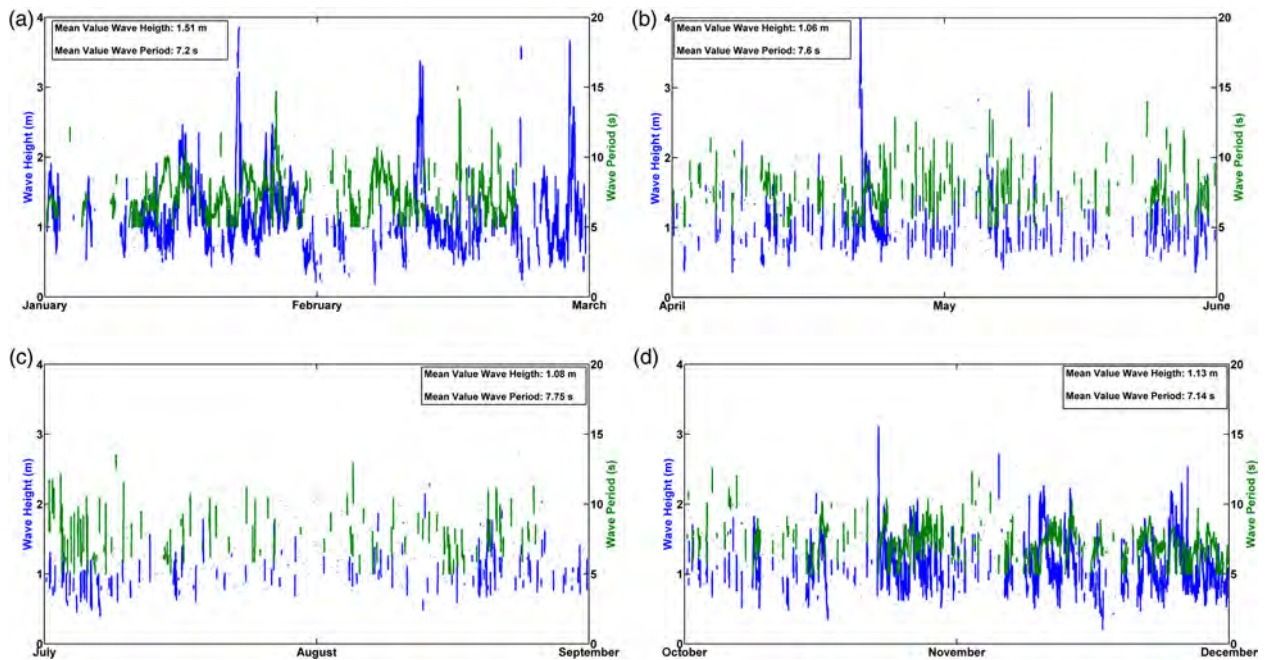 (a)
Mean Value Wave Heigth: 1.51 m
Mean Value Wave Period: 7.2 s
Wave Height (m)
4
3
2
1
0
20
15
10
5
0
Wave Period (s)
January
February
March
(b)
Mean Value Wave Height: 1.06 m
Mean Value Wave Period: 7.6 s
Wave Height (m)
4
3
2
1
0
20
15
10
5
0
Wave Period (s)
April
May
June
(c)
Mean Value Wave Heigth: 1.08 m
Mean Value Wave Period: 7.75 s
Wave Height (m)
4
3
2
1
0
20
15
10
5
0
Wave Period (s)
July
August
September
(d)
Mean Value Wave Heigth: 1.13 m
Mean Value Wave Period: 7.14 s
Wave Height (m)
4
3
2
1
0
20
15
10
5
0
Wave Period (s)
October
November
December